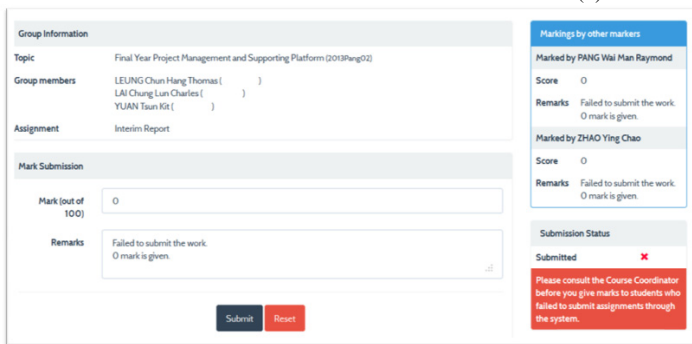 Group Information
Topic Final Year Project Management and Supporting Platform (2013Pang02)
Group members LEUNG Chun Hang Thomas ( )
LAI Chung Lun Charles ( )
YUAN Tsun Kit ( )
Assignment Interim Report
Mark Submission
Mark (out of
100) 0
Remarks Failed to submit the work.
0 mark is given.
Submit Reset
Markings by other markers
Marked by PANG Wai Man Raymond
Score 0
Remarks Failed to submit the work.
0 mark is given.
Marked by ZHAO Ying Chao
Score 0
Remarks Failed to submit the work.
0 mark is given.
Submission Status
Submitted ✖
Please consult the Course Coordinator
before you give marks to students who
failed to submit assignments through
the system.